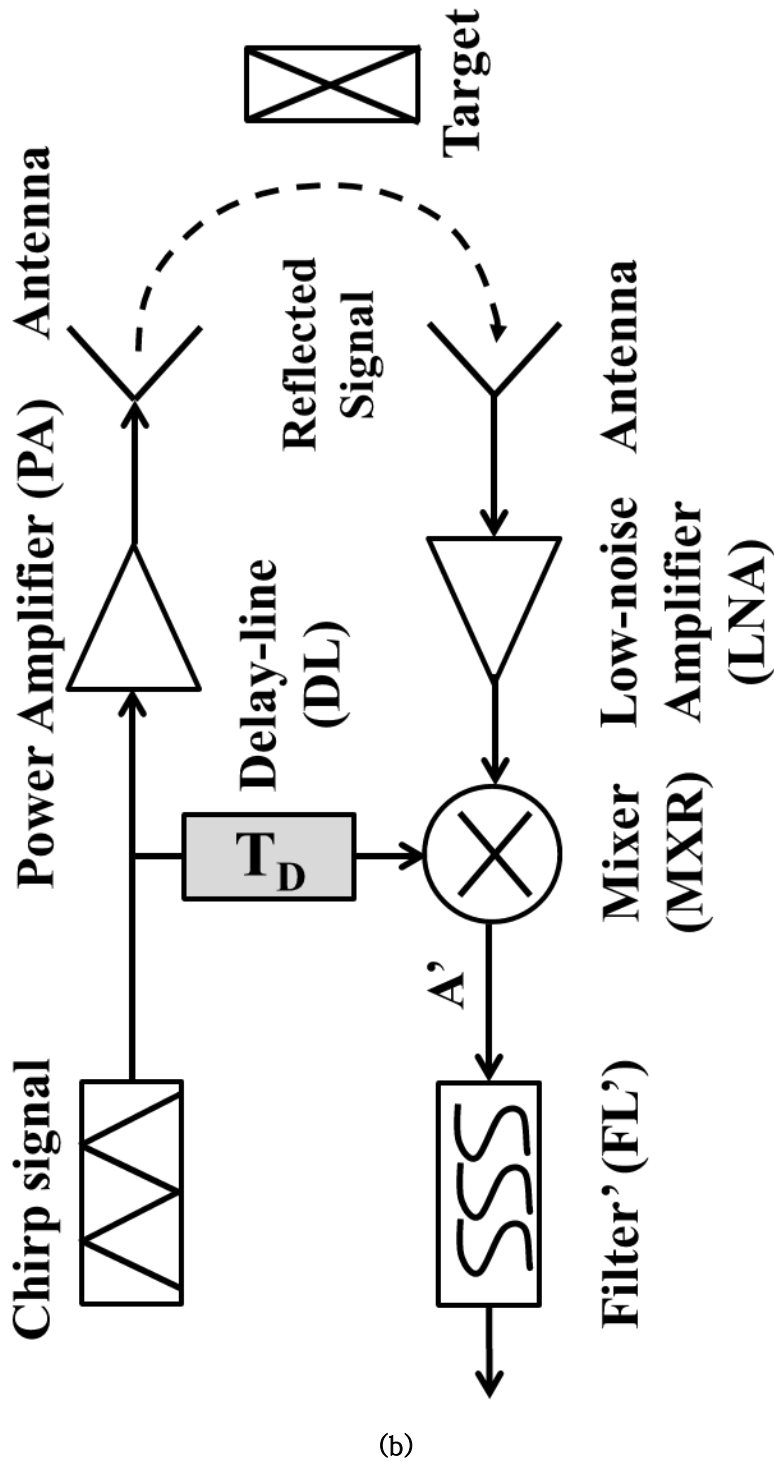 Chirp signal
Power Amplifier (PA)
Antenna
Delay-line
(DL)
T_D
Reflected
Signal
Target
A’
Filter’ (FL’)
Mixer
(MXR)
Low-noise
Amplifier
(LNA)
Antenna
(b)